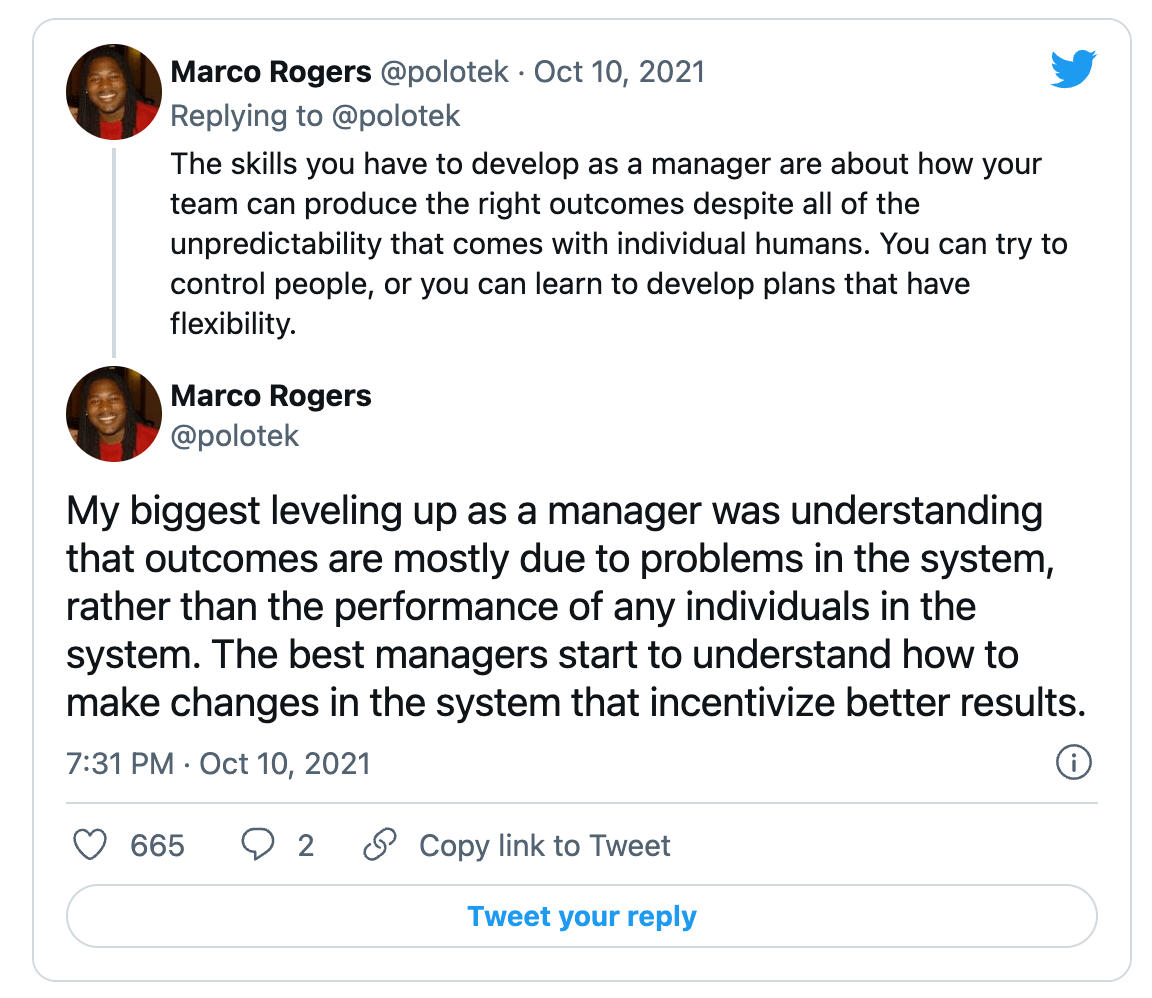 Marco Rogers @polotek · Oct 10, 2021
Replying to @polotek
The skills you have to develop as a manager are about how your
team can produce the right outcomes despite all of the
unpredictability that comes with individual humans. You can try to
control people, or you can learn to develop plans that have
flexibility.
Marco Rogers
@polotek
My biggest leveling up as a manager was understanding
that outcomes are mostly due to problems in the system,
rather than the performance of any individuals in the
system. The best managers start to understand how to
make changes in the system that incentivize better results.
7:31 PM · Oct 10, 2021
665 2 Copy link to Tweet
Tweet your reply